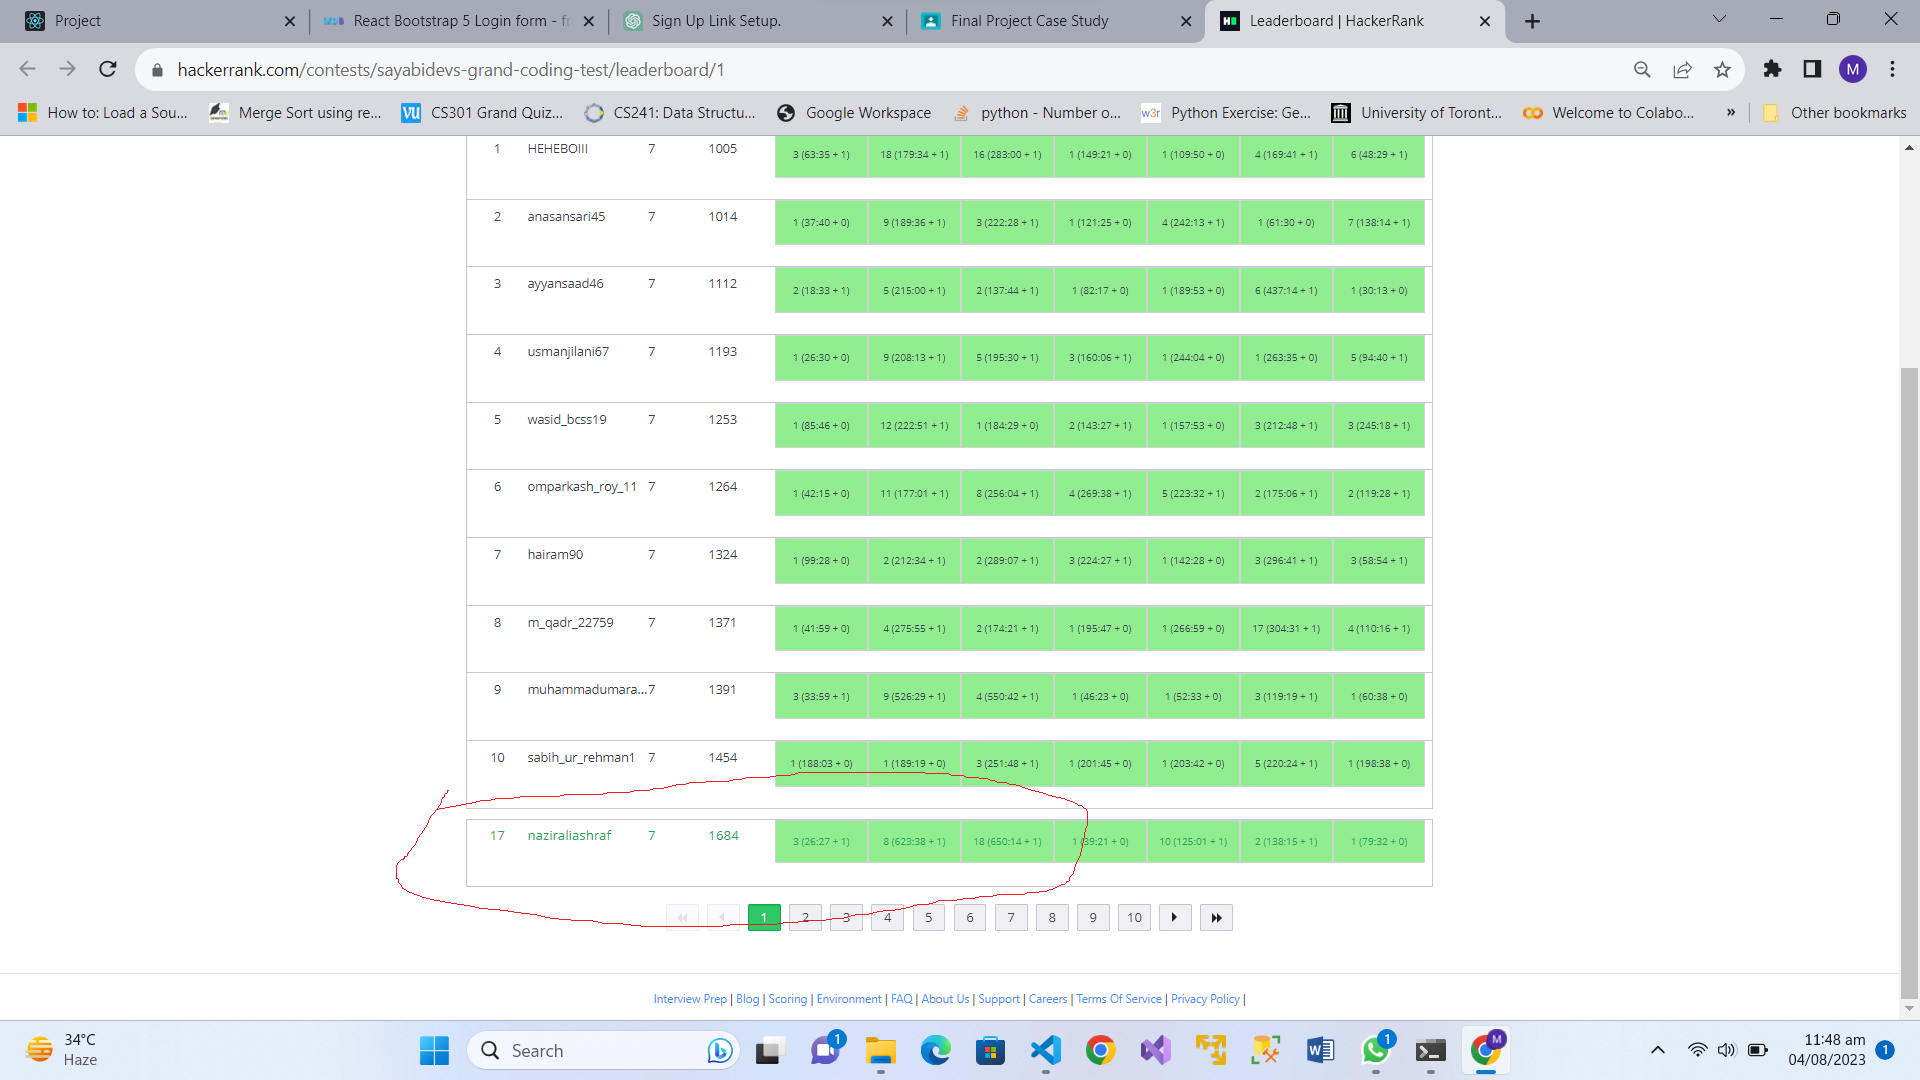 Project
React Bootstrap 5 Login form - fr
Sign Up Link Setup.
Final Project Case Study
Leaderboard | HackerRank
hackerrank.com/contests/sayabidevs-grand-coding-test/leaderboard/1
M
How to: Load a Sou...
Merge Sort using re...
VU CS301 Grand Quiz...
CS241: Data Structu...
Google Workspace
python - Number o...
w3r Python Exercise: Ge...
University of Toront...
Welcome to Colabo...
»
Other bookmarks
1 HEHEBOIII 7 1005 3 (63:35 + 1) 18 (179:34 + 1) 16 (283:00 + 1) 1 (149:21 + 0) 1 (109:50 + 0) 4 (169:41 + 1) 6 (48:29 + 1)
2 anasansari45 7 1014 1 (37:40 + 0) 9 (189:36 + 1) 3 (222:28 + 1) 1 (121:25 + 0) 4 (242:13 + 1) 1 (61:30 + 0) 7 (138:14 + 1)
3 ayyansaad46 7 1112 2 (18:33 + 1) 5 (215:00 + 1) 2 (137:44 + 1) 1 (82:17 + 0) 1 (189:53 + 0) 6 (437:14 + 1) 1 (30:13 + 0)
4 usmanjilani67 7 1193 1 (26:30 + 0) 9 (208:13 + 1) 5 (195:30 + 1) 3 (160:06 + 1) 1 (244:04 + 0) 1 (263:35 + 0) 5 (94:40 + 1)
5 wasid_bcss19 7 1253 1 (85:46 + 0) 12 (222:51 + 1) 1 (184:29 + 0) 2 (143:27 + 1) 1 (157:53 + 0) 3 (212:48 + 1) 3 (245:18 + 1)
6 omparkash_roy_11 7 1264 1 (42:15 + 0) 11 (177:01 + 1) 8 (256:04 + 1) 4 (269:38 + 1) 5 (223:32 + 1) 2 (175:06 + 1) 2 (119:28 + 1)
7 hairam90 7 1324 1 (99:28 + 0) 2 (212:34 + 1) 2 (289:07 + 1) 3 (224:27 + 1) 1 (142:28 + 0) 3 (296:41 + 1) 3 (58:54 + 1)
8 m_qadr_22759 7 1371 1 (41:59 + 0) 4 (275:55 + 1) 2 (174:21 + 1) 1 (195:47 + 0) 1 (266:59 + 0) 17 (304:31 + 1) 4 (110:16 + 1)
9 muhammadumara... 7 1391 3 (33:59 + 1) 9 (526:29 + 1) 4 (550:42 + 1) 1 (46:23 + 0) 1 (52:33 + 0) 3 (119:19 + 1) 1 (60:38 + 0)
10 sabih_ur_rehman1 7 1454 1 (188:03 + 0) 1 (189:19 + 0) 3 (251:48 + 1) 1 (201:45 + 0) 1 (203:42 + 0) 5 (220:24 + 1) 1 (198:38 + 0)
17 naziraliashraf 7 1684 3 (26:27 + 1) 8 (623:38 + 1) 18 (650:14 + 1) 1 (39:21 + 0) 10 (125:01 + 1) 2 (138:15 + 1) 1 (79:32 + 0)
1 2 3 4 5 6 7 8 9 10
Interview Prep | Blog | Scoring | Environment | FAQ | About Us | Support | Careers | Terms Of Service | Privacy Policy |
34°C
Haze
Search
1
1
M
11:48 am
04/08/2023
1